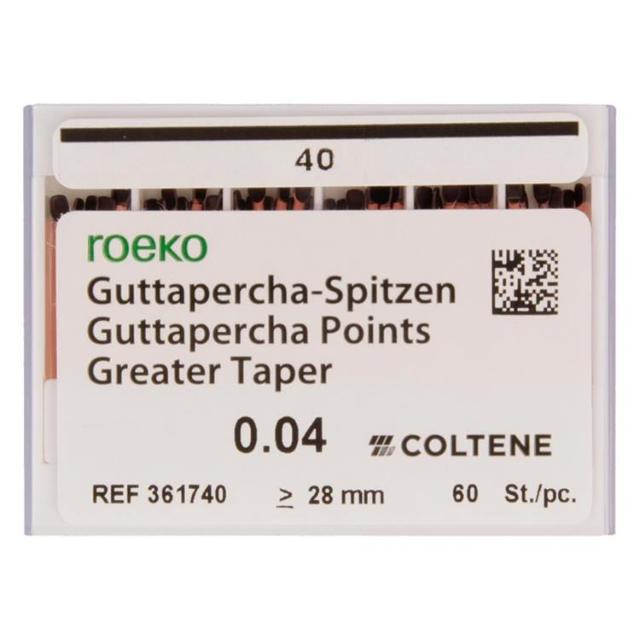 40
roeko
Guttapercha-Spitzen
Guttapercha Points
Greater Taper
0.04 COLTENE
REF 361740 ≥ 28 mm 60 St./pc.